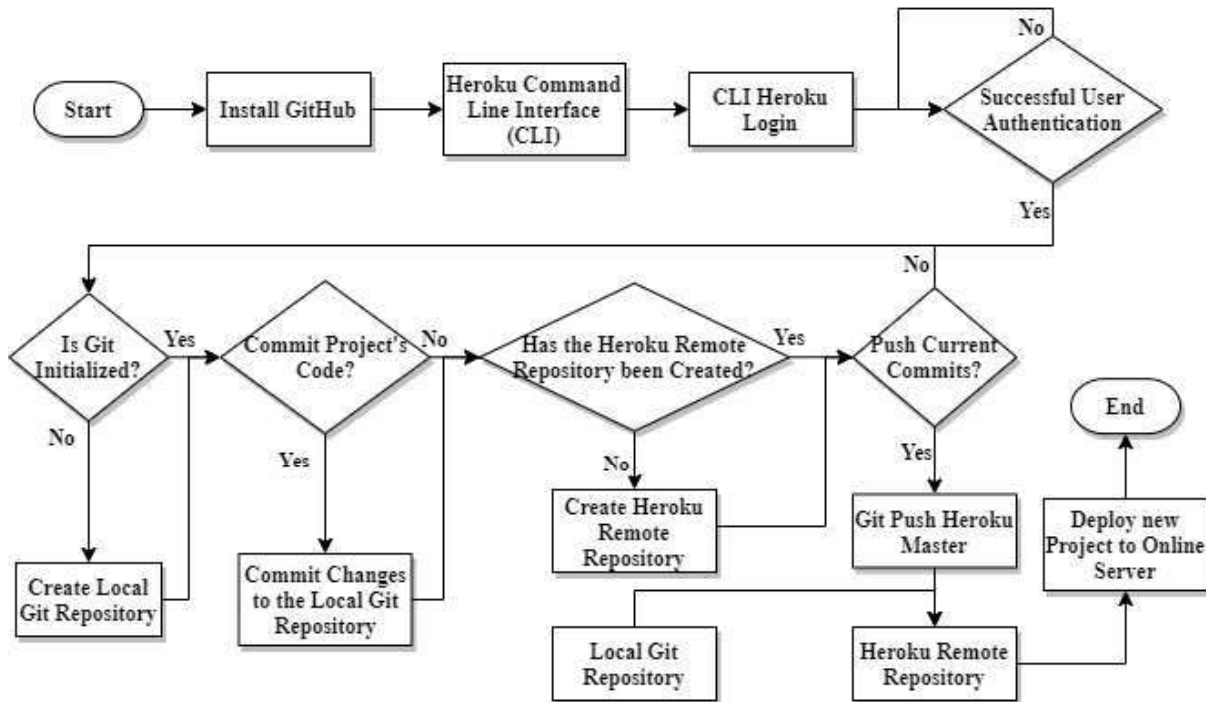 Start
Install GitHub
Heroku Command
Line Interface
(CLI)
CLI Heroku
Login
No
Successful User
Authentication
Yes
Is Git
Initialized?
Yes
No
Create Local
Git Repository
Commit Project's
Code?
No
Yes
Commit Changes
to the Local Git
Repository
Has the Heroku Remote
Repository been Created?
Yes
No
Create Heroku
Remote
Repository
No
Push Current
Commits?
Yes
Git Push Heroku
Master
Local Git
Repository
Heroku Remote
Repository
Deploy new
Project to Online
Server
End